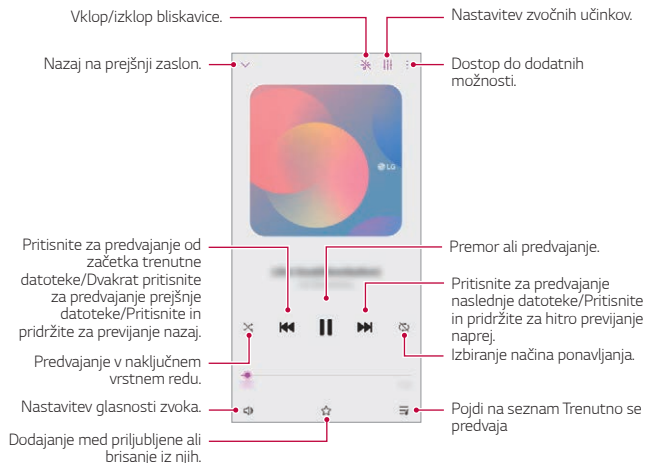 Vklop/izklop bliskavice.
Nastavitev zvočnih učinkov.
Nazaj na prejšnji zaslon.
Dostop do dodatnih
možnosti.
LG
Pritisnite za predvajanje od
začetka trenutne
datoteke/Dvakrat pritisnite
za predvajanje prejšnje
datoteke/Pritisnite in
pridržite za previjanje nazaj.
Premor ali predvajanje.
Pritisnite za predvajanje
naslednje datoteke/Pritisnite
in pridržite za hitro previjanje
naprej.
Predvajanje v naključnem
vrstnem redu.
Izbiranje načina ponavljanja.
Nastavitev glasnosti zvoka.
Pojdi na seznam Trenutno se
predvaja
Dodajanje med priljubljene ali
brisanje iz njih.